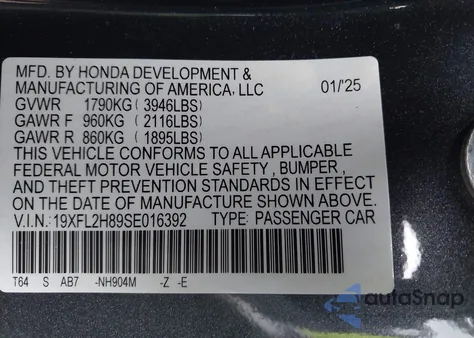 MFD. BY HONDA DEVELOPMENT &
MANUFACTURING OF AMERICA, LLC 01/'25
GVWR 1790KG ( 3946LBS)
GAWR F 960KG ( 2116LBS)
GAWR R 860KG ( 1895LBS)
THIS VEHICLE CONFORMS TO ALL APPLICABLE
FEDERAL MOTOR VEHICLE SAFETY , BUMPER ,
AND THEFT PREVENTION STANDARDS IN EFFECT
ON THE DATE OF MANUFACTURE SHOWN ABOVE.
V.I.N.: 19XFL2H89SE016392 TYPE: PASSENGER CAR
T64 S AB7 -NH904M -Z -E
autoSnap